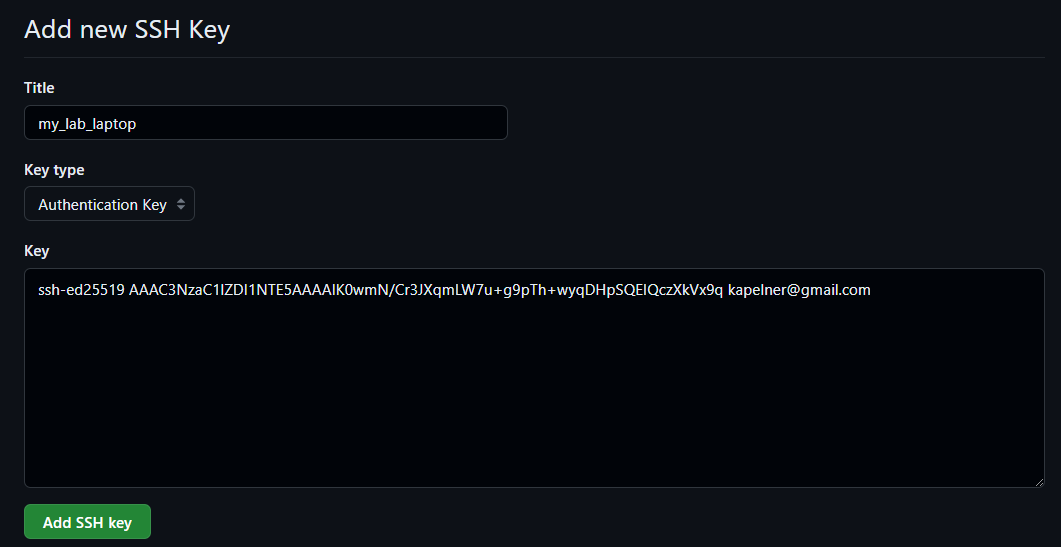 Add new SSH Key
Title
my_lab_laptop
Key type
Authentication Key
Key
ssh-ed25519 AAAC3NzaC1lZDI1NTE5AAAAIK0wmN/Cr3JXqmLW7u+g9pTh+wyqDHpSQEIQczXkVx9q kapelner@gmail.com
Add SSH key